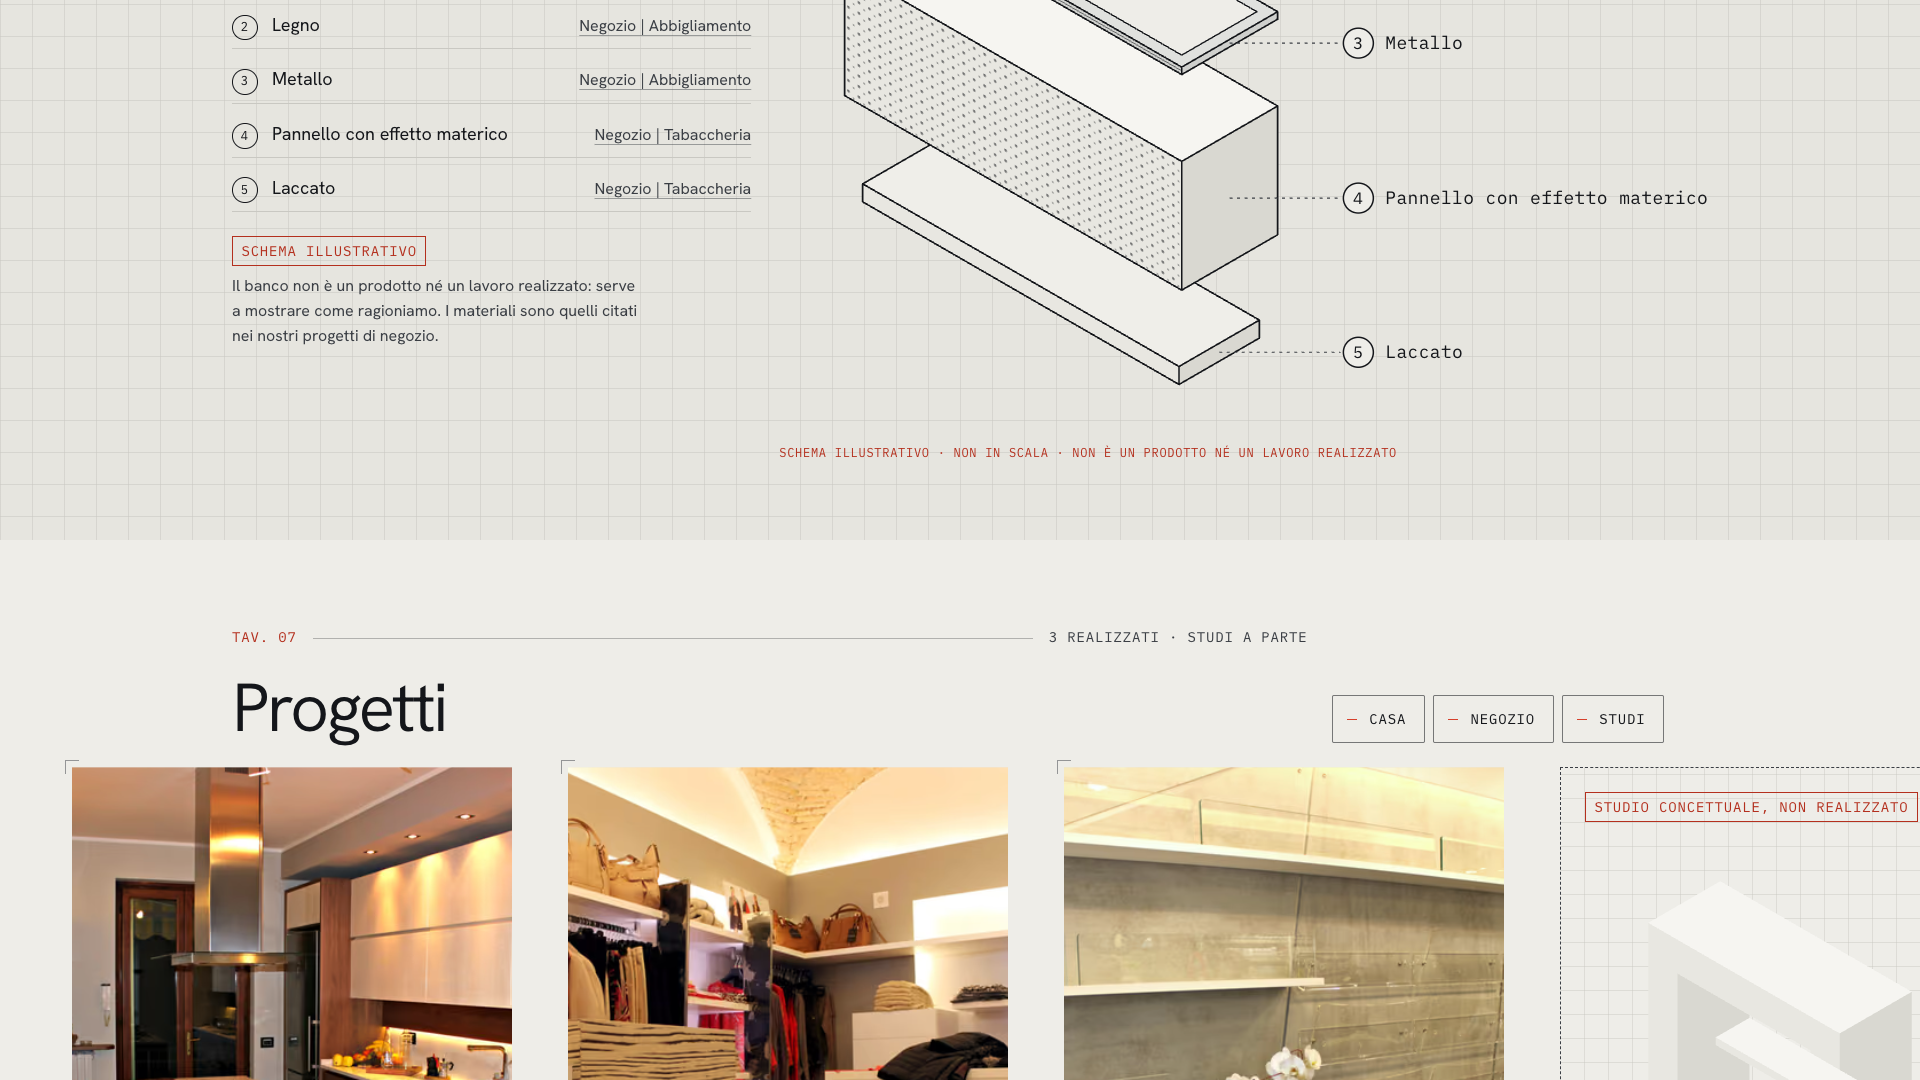 2 Legno Negozio | Abbigliamento
3 Metallo Negozio | Abbigliamento
4 Pannello con effetto materico Negozio | Tabaccheria
5 Laccato Negozio | Tabaccheria
SCHEMA ILLUSTRATIVO
Il banco non è un prodotto né un lavoro realizzato: serve
a mostrare come ragioniamo. I materiali sono quelli citati
nei nostri progetti di negozio.
3 Metallo
4 Pannello con effetto materico
5 Laccato
SCHEMA ILLUSTRATIVO · NON IN SCALA · NON È UN PRODOTTO NÉ UN LAVORO REALIZZATO
TAV. 07 3 REALIZZATI · STUDI A PARTE
Progetti
— CASA — NEGOZIO — STUDI
STUDIO CONCETTUALE, NON REALIZZATO